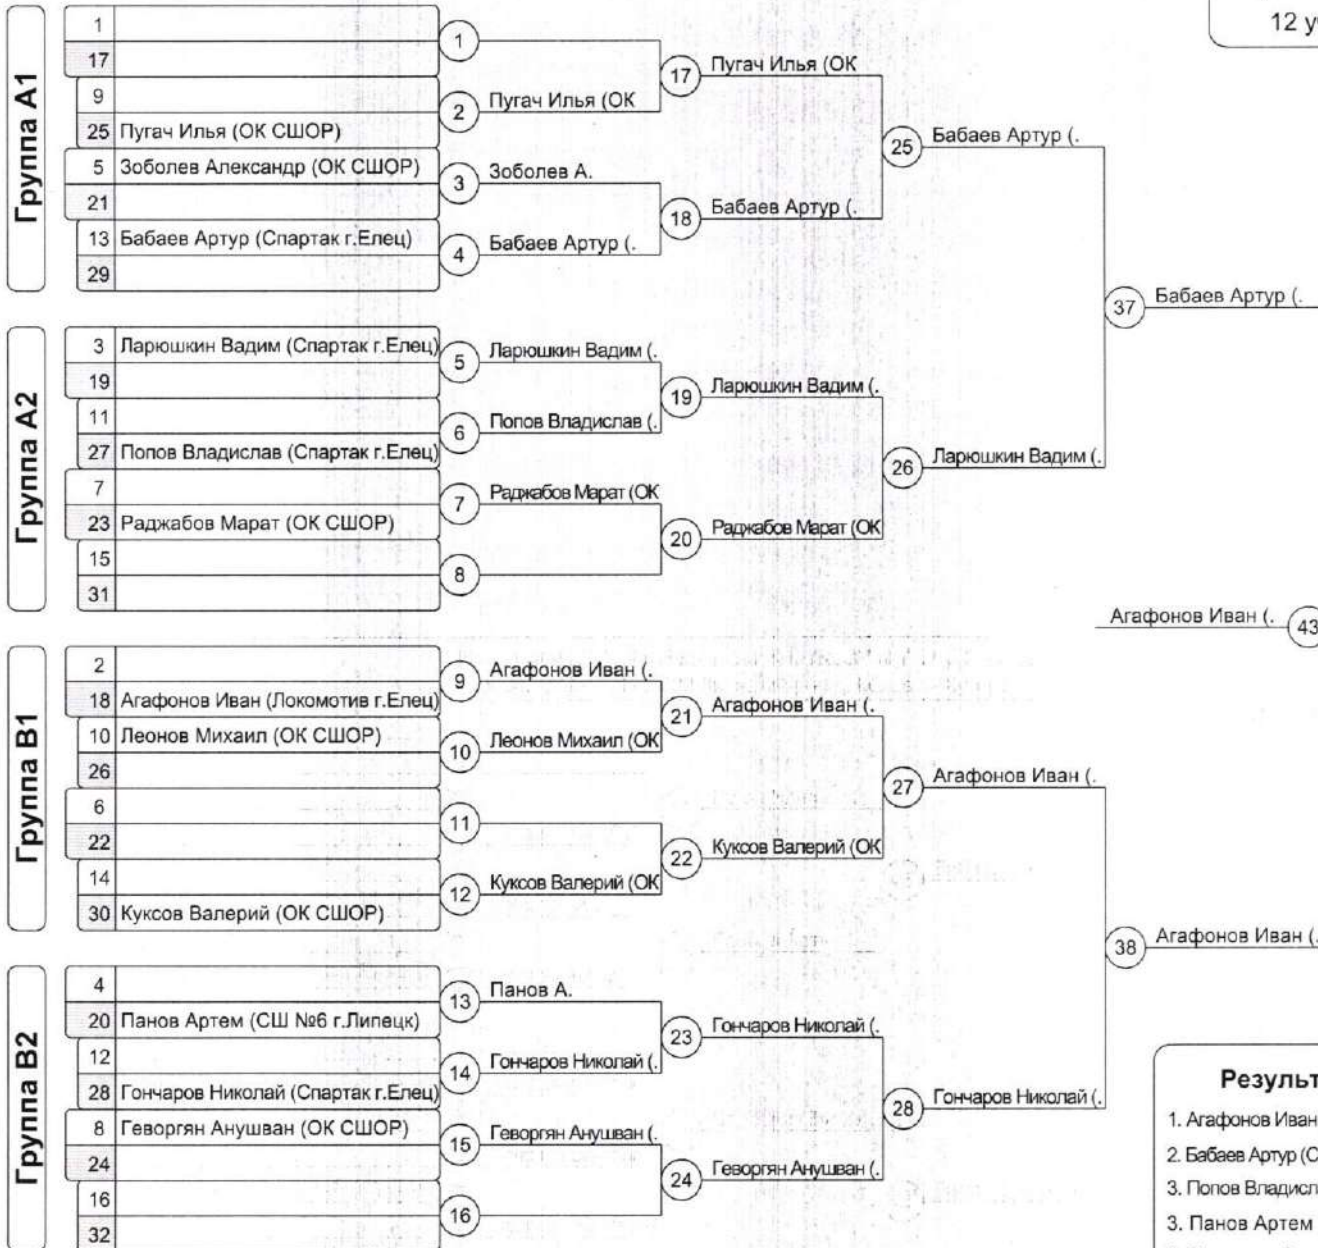 12 у
Группа А1
1
17
9
25 Пугач Илья (ОК СШОР)
5 Зоболев Александр (ОК СШОР)
21
13 Бабаев Артур (Спартак г.Елец)
29
1
2 Пугач Илья (ОК
3 Зоболев А.
4 Бабаев Артур (.
17 Пугач Илья (ОК
18 Бабаев Артур (.
25 Бабаев Артур (.
37 Бабаев Артур (.
Группа А2
3 Ларюшкин Вадим (Спартак г.Елец)
19
11
27 Попов Владислав (Спартак г.Елец)
7
23 Раджабов Марат (ОК СШОР)
15
31
5 Ларюшкин Вадим (.
6 Попов Владислав (.
7 Раджабов Марат (ОК
8
19 Ларюшкин Вадим (.
20 Раджабов Марат (ОК
26 Ларюшкин Вадим (.
Агафонов Иван (. 43
Группа В1
2
18 Агафонов Иван (Локомотив г.Елец)
10 Леонов Михаил (ОК СШОР)
26
6
22
14
30 Куксов Валерий (ОК СШОР)
9 Агафонов Иван (.
10 Леонов Михаил (ОК
11
12 Куксов Валерий (ОК
21 Агафонов Иван (.
22 Куксов Валерий (ОК
27 Агафонов Иван (.
38 Агафонов Иван (.
Группа В2
4
20 Панов Артем (СШ №6 г.Липецк)
12
28 Гончаров Николай (Спартак г.Елец)
8 Геворгян Анушван (ОК СШОР)
24
16
32
13 Панов А.
14 Гончаров Николай (.
15 Геворгян Анушван (.
16
23 Гончаров Николай (.
24 Геворгян Анушван (.
28 Гончаров Николай (.
Результ
1. Агафонов Иван
2. Бабаев Артур (С
3. Попов Владисл
3. Панов Артем